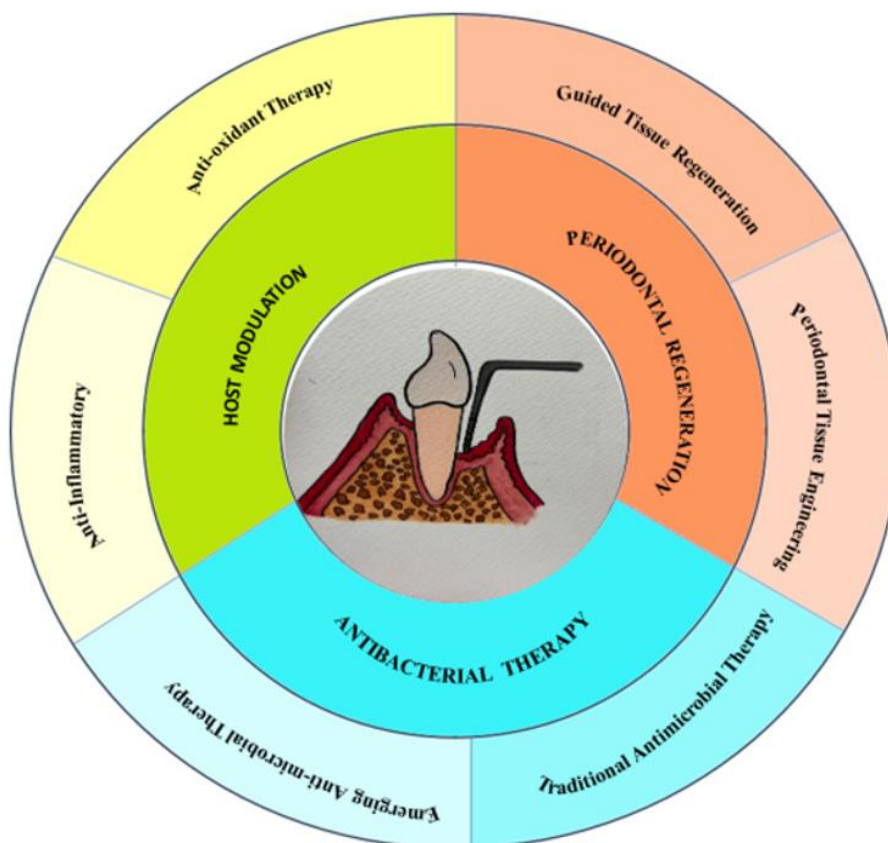 Anti-oxidant Therapy
Guided Tissue Regeneration
HOST MODULATION
PERIODONTAL REGENERATION
Anti-Inflammatory
Periodontal Tissue Engineering
ANTIBACTERIAL THERAPY
Emerging Anti-microbial Therapy
Traditional Antimicrobial Therapy